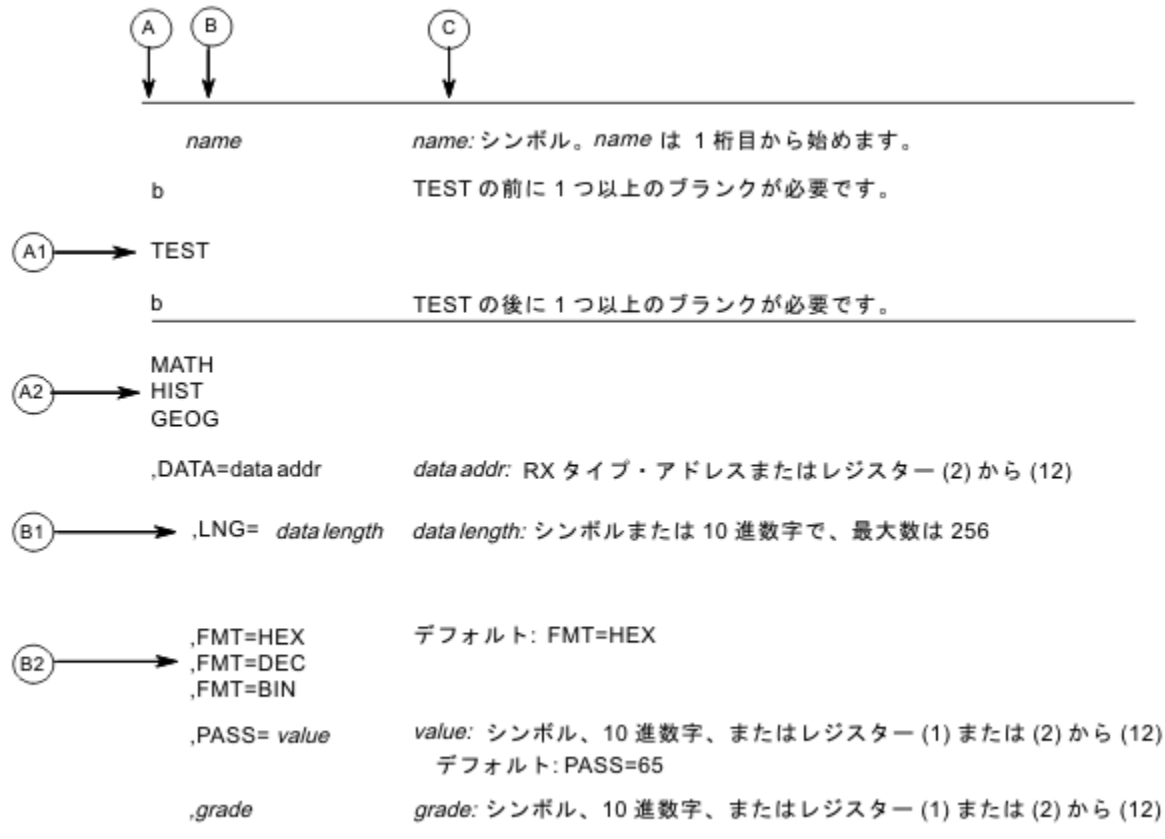 A B C
name name: シンボル。name は 1 桁目から始めます。
b TEST の前に 1 つ以上のブランクが必要です。
A1 TEST
b TEST の後に 1 つ以上のブランクが必要です。
MATH
A2 HIST
GEOG
,DATA=data addr data addr: RX タイプ・アドレスまたはレジスター (2) から (12)
B1 ,LNG= data length data length: シンボルまたは 10 進数字で、最大数は 256
,FMT=HEX デフォルト: FMT=HEX
B2 ,FMT=DEC
,FMT=BIN
,PASS= value value: シンボル、10 進数字、またはレジスター (1) または (2) から (12)
デフォルト: PASS=65
,grade grade: シンボル、10 進数字、またはレジスター (1) または (2) から (12)